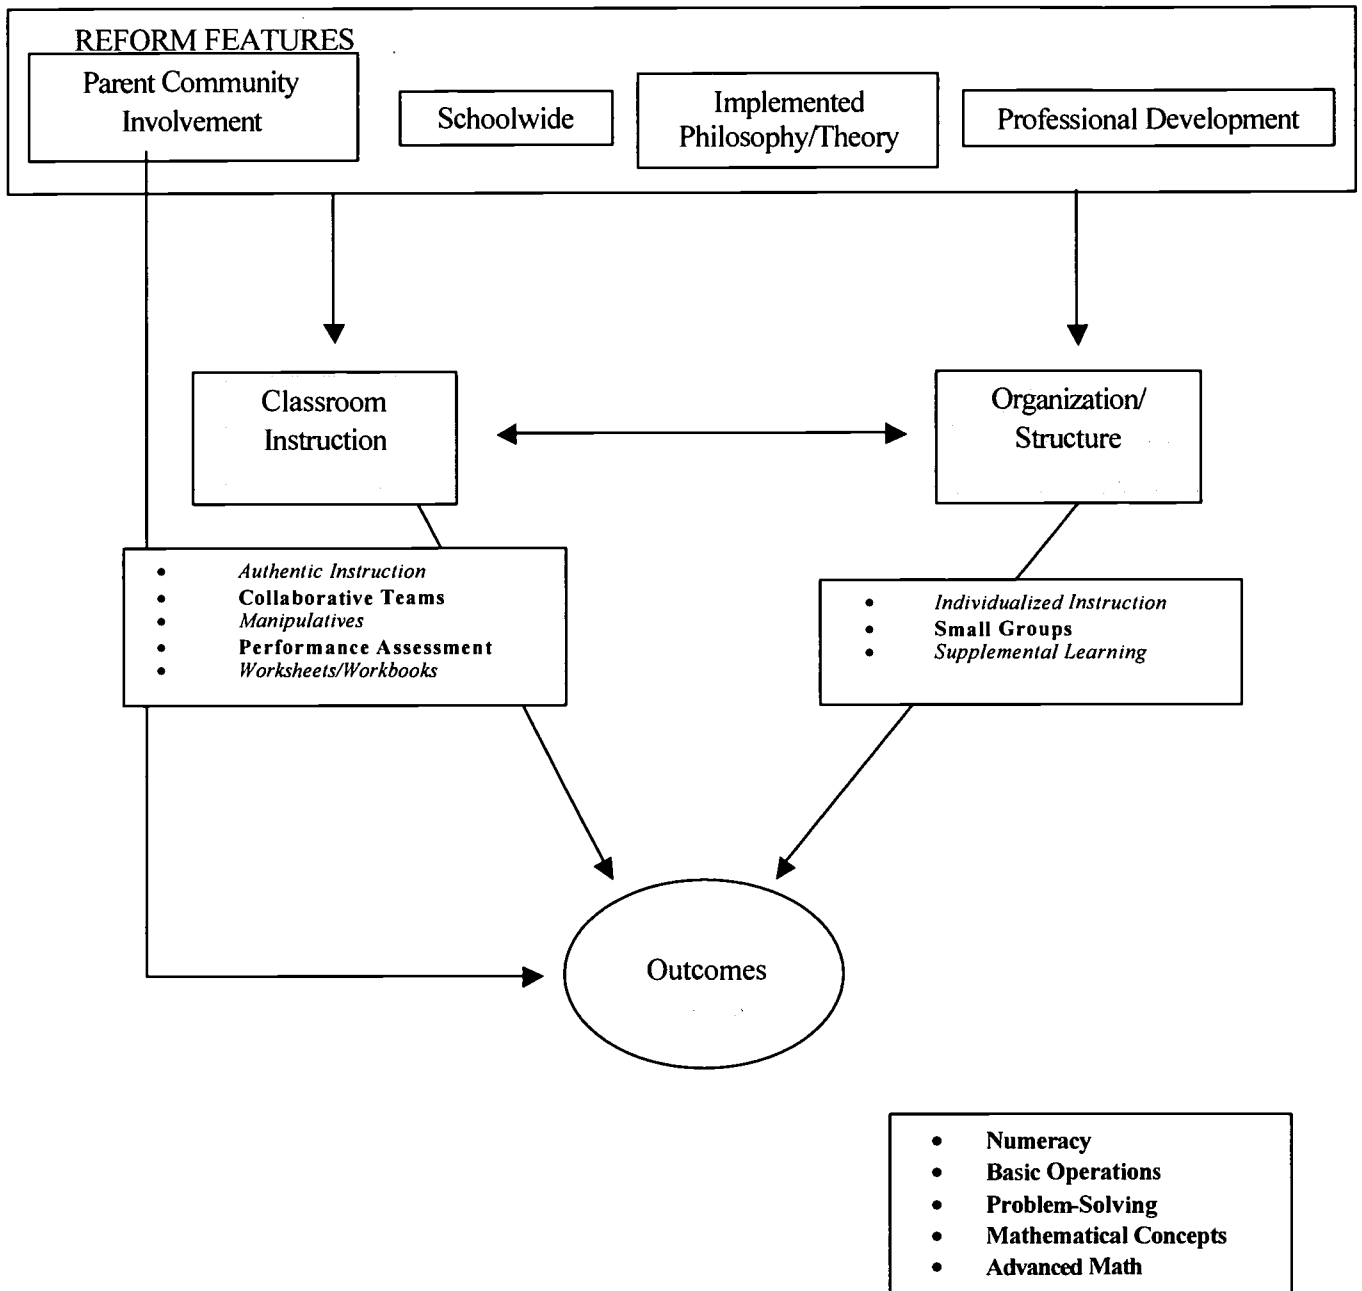 REFORM FEATURES
Parent Community
Involvement
Schoolwide
Implemented
Philosophy/Theory
Professional Development
Classroom
Instruction
Organization/
Structure
• Authentic Instruction
• Collaborative Teams
• Manipulatives
• Performance Assessment
• Worksheets/Workbooks
• Individualized Instruction
• Small Groups
• Supplemental Learning
Outcomes
• Numeracy
• Basic Operations
• Problem-Solving
• Mathematical Concepts
• Advanced Math